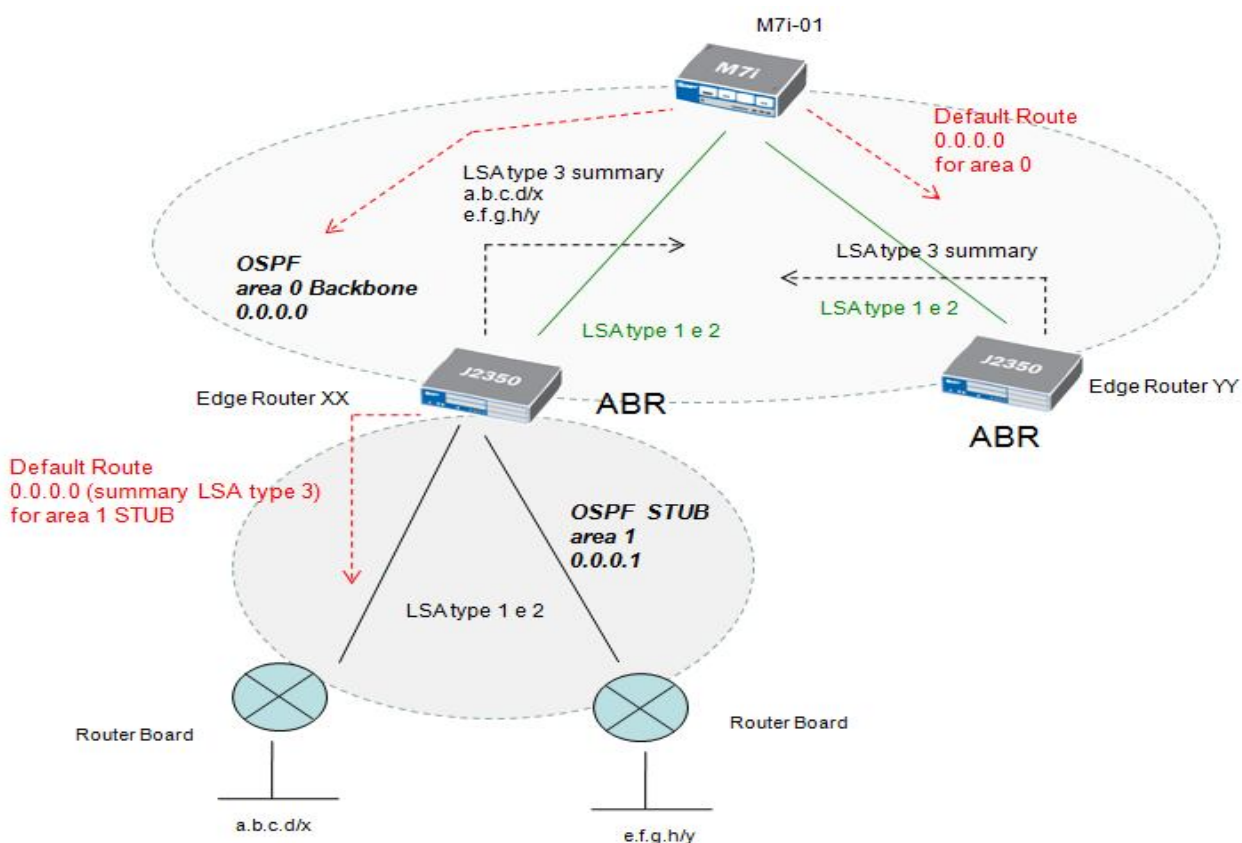 M7i-01
M7i
Default Route
0.0.0.0
for area 0
LSA type 3 summary
a.b.c.d/x
e.f.g.h/y
OSPF
area 0 Backbone
0.0.0.0
LSA type 3 summary
LSA type 1 e 2
LSA type 1 e 2
J2350
J2350
Edge Router XX
ABR
Edge Router YY
ABR
Default Route
0.0.0.0 (summary LSA type 3)
for area 1 STUB
OSPF STUB
area 1
0.0.0.1
LSA type 1 e 2
Router Board
Router Board
a.b.c.d/x
e.f.g.h/y